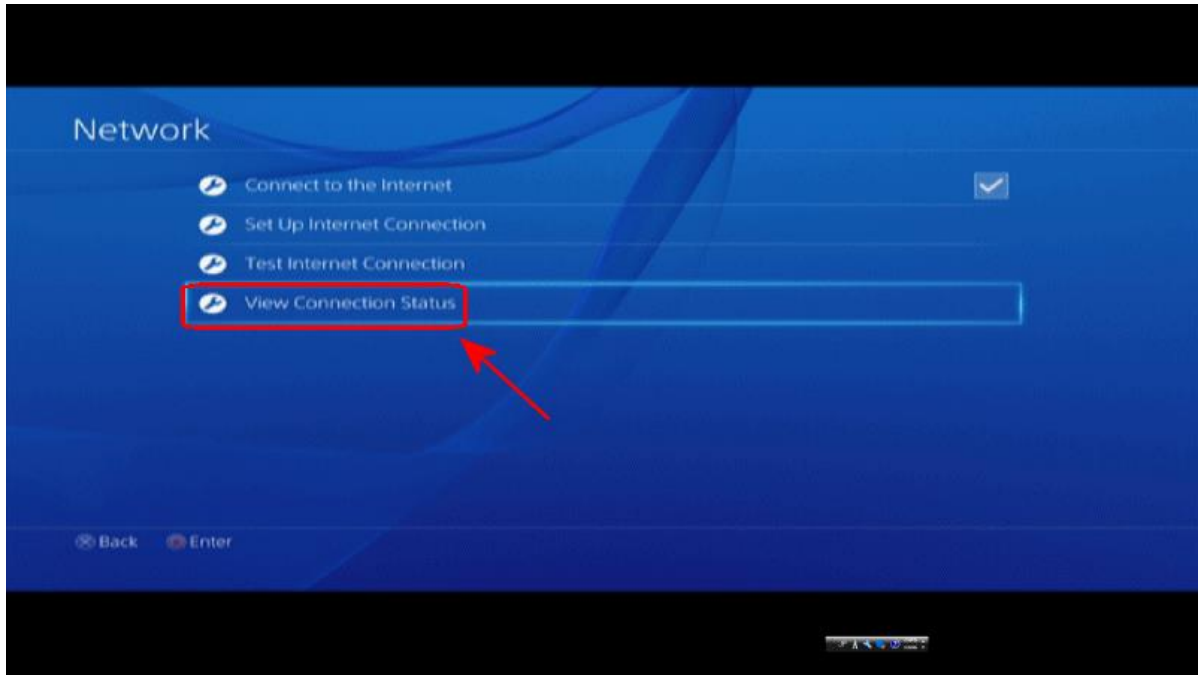 Network
Connect to the Internet
Set Up Internet Connection
Test Internet Connection
View Connection Status
Back Enter